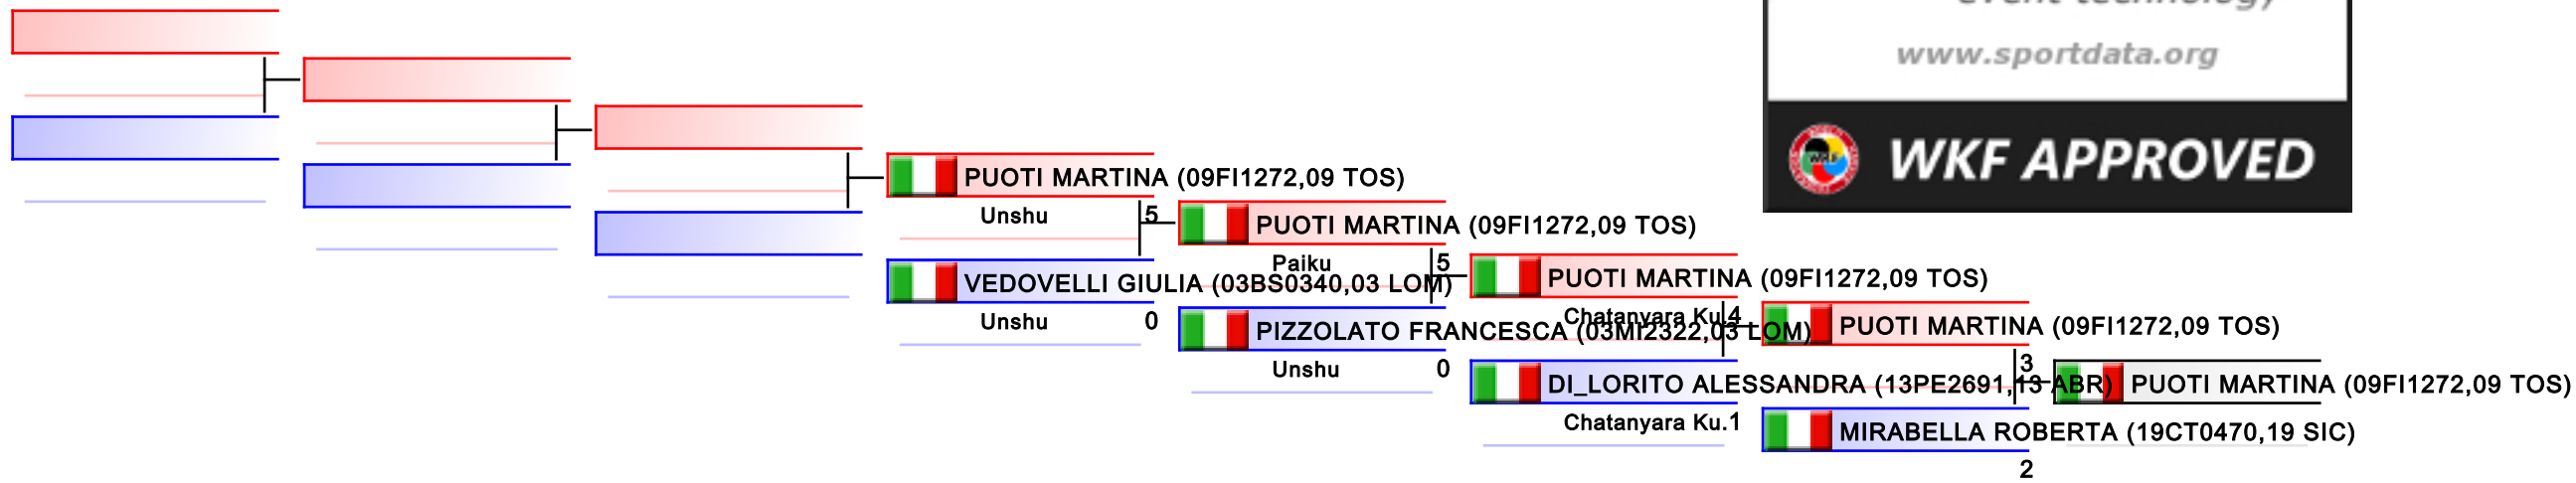 event technology
www.sportdata.org
WKF APPROVED
PUOTI MARTINA (09FI1272,09 TOS)
Unshu
5
VEDOVELLI GIULIA (03BS0340,03 LOM)
Unshu
0
PUOTI MARTINA (09FI1272,09 TOS)
Paiku
5
PIZZOLATO FRANCESCA (03MI2322,03 LOM)
Unshu
0
PUOTI MARTINA (09FI1272,09 TOS)
Chatanyara Ku.4
DI_LORITO ALESSANDRA (13PE2691,13 ABR)
Chatanyara Ku.1
PUOTI MARTINA (09FI1272,09 TOS)
3
MIRABELLA ROBERTA (19CT0470,19 SIC)
2
PUOTI MARTINA (09FI1272,09 TOS)